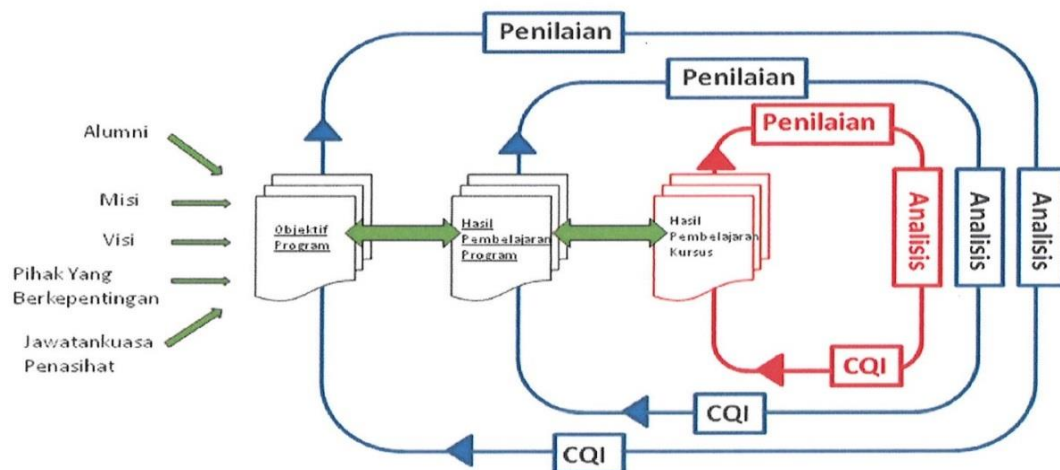 Penilaian
Penilaian
Penilaian
Alumni
Misi
Visi
Pihak Yang
Berkepentingan
Jawatankuasa
Penasihat
Objektif
Program
Hasil
Pembelajaran
Program
Hasil
Pembelajaran
Kursus
Analisis
Analisis
Analisis
CQI
CQI
CQI